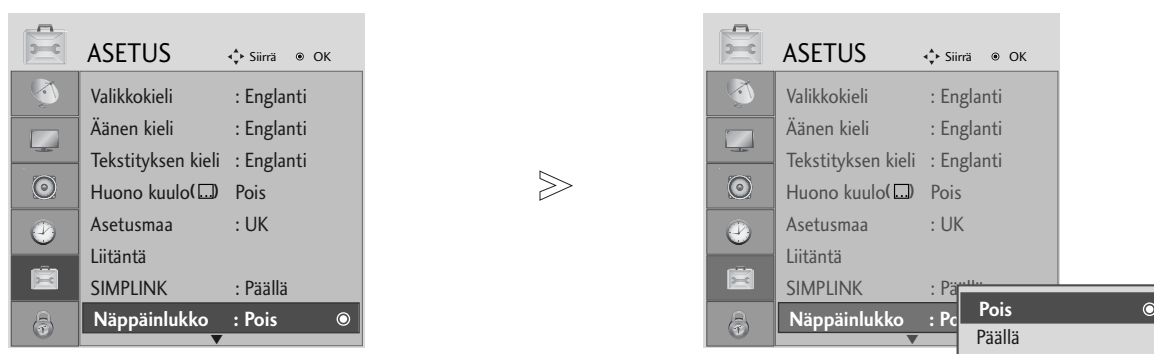 ASETUS Siirrä OK
Valikkokieli : Englanti
Äänen kieli : Englanti
Tekstityksen kieli : Englanti
Huono kuulo( ) Pois
Asetusmaa : UK
Liitäntä
SIMPLINK : Päällä
Näppäinlukko : Pois
ASETUS Siirrä OK
Valikkokieli : Englanti
Äänen kieli : Englanti
Tekstityksen kieli : Englanti
Huono kuulo( ) Pois
Asetusmaa : UK
Liitäntä
SIMPLINK :
Näppäinlukko :
Pois
Päällä